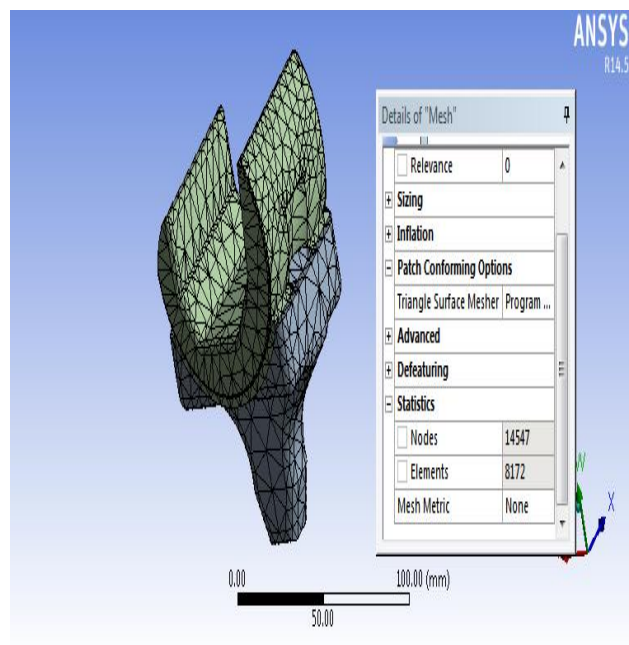 ANSYS
R14.5
Details of "Mesh"
Relevance 0
Sizing
Inflation
Patch Conforming Options
Triangle Surface Mesher Program ...
Advanced
Defeaturing
Statistics
Nodes 14547
Elements 8172
Mesh Metric None
X
0.00 100.00 (mm)
50.00